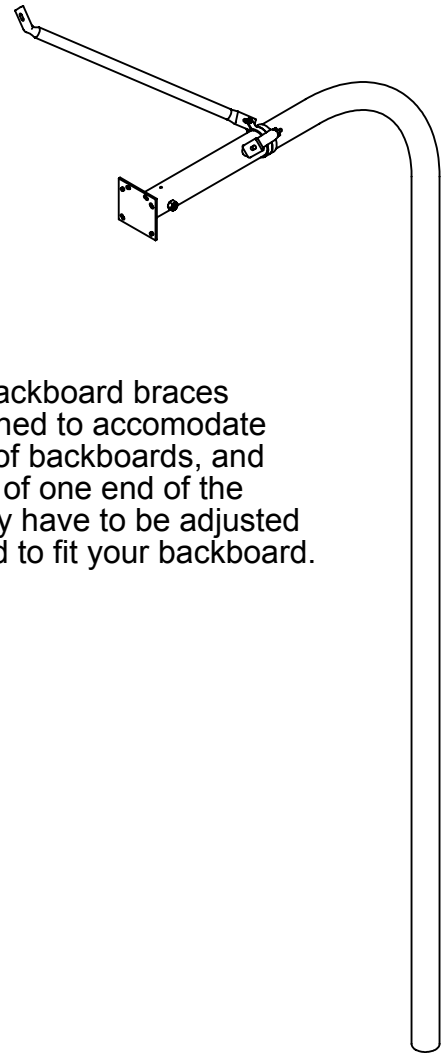 ackboard braces
ned to accomodate
of backboards, and
of one end of the
y have to be adjusted
d to fit your backboard.